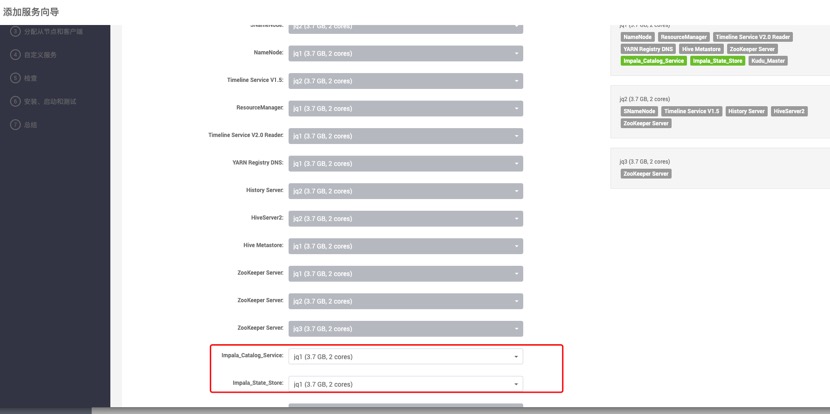 添加服务向导
3 分配从节点和客户端
4 自定义服务
5 检查
6 安装、启动和测试
7 总结
SNameNode: jq2 (3.7 GB, 2 cores)
NameNode: jq1 (3.7 GB, 2 cores)
Timeline Service V1.5: jq2 (3.7 GB, 2 cores)
ResourceManager: jq1 (3.7 GB, 2 cores)
Timeline Service V2.0 Reader: jq1 (3.7 GB, 2 cores)
YARN Registry DNS: jq1 (3.7 GB, 2 cores)
History Server: jq2 (3.7 GB, 2 cores)
HiveServer2: jq2 (3.7 GB, 2 cores)
Hive Metastore: jq1 (3.7 GB, 2 cores)
ZooKeeper Server: jq1 (3.7 GB, 2 cores)
ZooKeeper Server: jq2 (3.7 GB, 2 cores)
ZooKeeper Server: jq3 (3.7 GB, 2 cores)
Impala_Catalog_Service: jq1 (3.7 GB, 2 cores)
Impala_State_Store: jq1 (3.7 GB, 2 cores)
jq1 (3.7 GB, 2 cores)
NameNode ResourceManager Timeline Service V2.0 Reader
YARN Registry DNS Hive Metastore ZooKeeper Server
Impala_Catalog_Service Impala_State_Store Kudu_Master
jq2 (3.7 GB, 2 cores)
SNameNode Timeline Service V1.5 History Server HiveServer2
ZooKeeper Server
jq3 (3.7 GB, 2 cores)
ZooKeeper Server